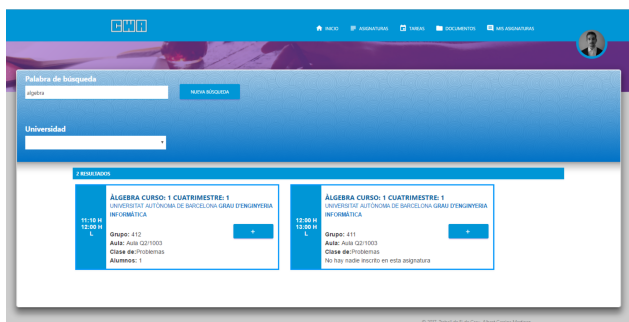 CWA
INICIO ASIGNATURAS TAREAS DOCUMENTOS MIS ASIGNATURAS
Palabra de búsqueda
algebra
NUEVA BÚSQUEDA
Universidad
2 RESULTADOS
ÁLGEBRA CURSO: 1 CUATRIMESTRE: 1
UNIVERSITAT AUTÒNOMA DE BARCELONA GRAU D'ENGINYERIA
INFORMÀTICA
11:10 H
12:00 H
L
Grupo: 412
Aula: Aula Q2/1003
Clase de:Problemas
Alumnos: 1
+
ÁLGEBRA CURSO: 1 CUATRIMESTRE: 1
UNIVERSITAT AUTÒNOMA DE BARCELONA GRAU D'ENGINYERIA
INFORMÀTICA
12:00 H
13:00 H
L
Grupo: 411
Aula: Aula Q2/1003
Clase de:Problemas
No hay nadie inscrito en esta asignatura
+